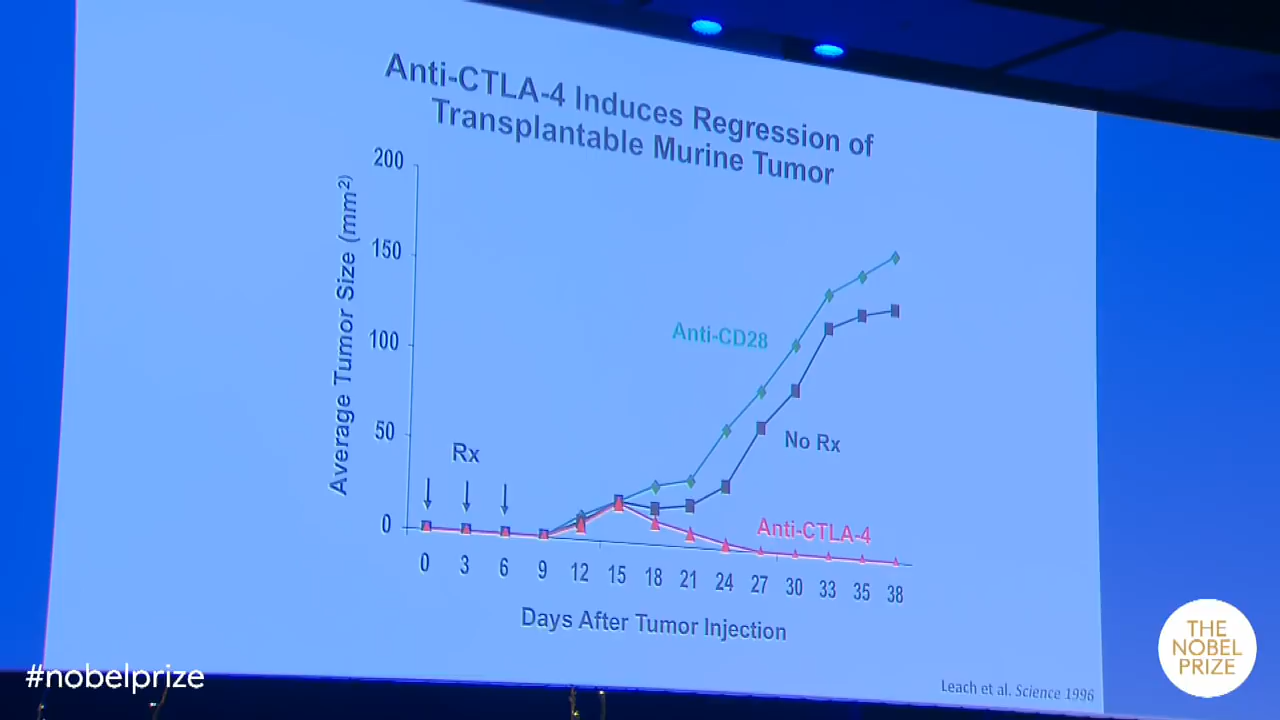 Anti-CTLA-4 Induces Regression of
Transplantable Murine Tumor
Average Tumor Size (mm²)
200
150
100
50
0
Rx
Anti-CD28
No Rx
Anti-CTLA-4
0 3 6 9 12 15 18 21 24 27 30 33 35 38
Days After Tumor Injection
Leach et al. Science 1996
#nobelprize
THE
NOBEL
PRIZE